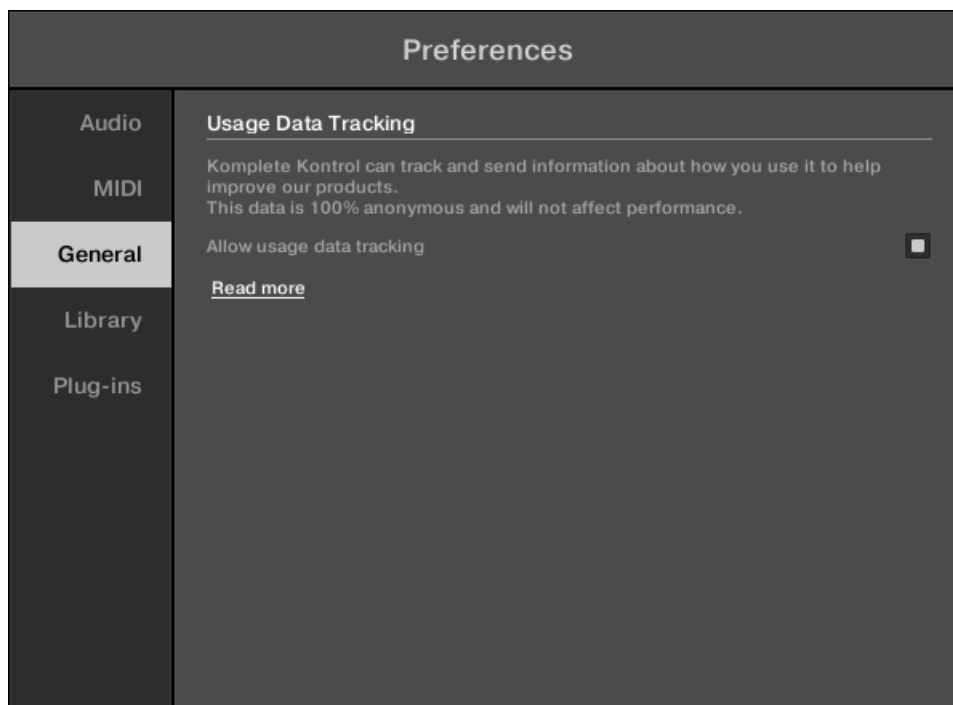 Preferences
Audio
MIDI
General
Library
Plug-ins
Usage Data Tracking
Komplete Kontrol can track and send information about how you use it to help
improve our products.
This data is 100% anonymous and will not affect performance.
Allow usage data tracking
Read more